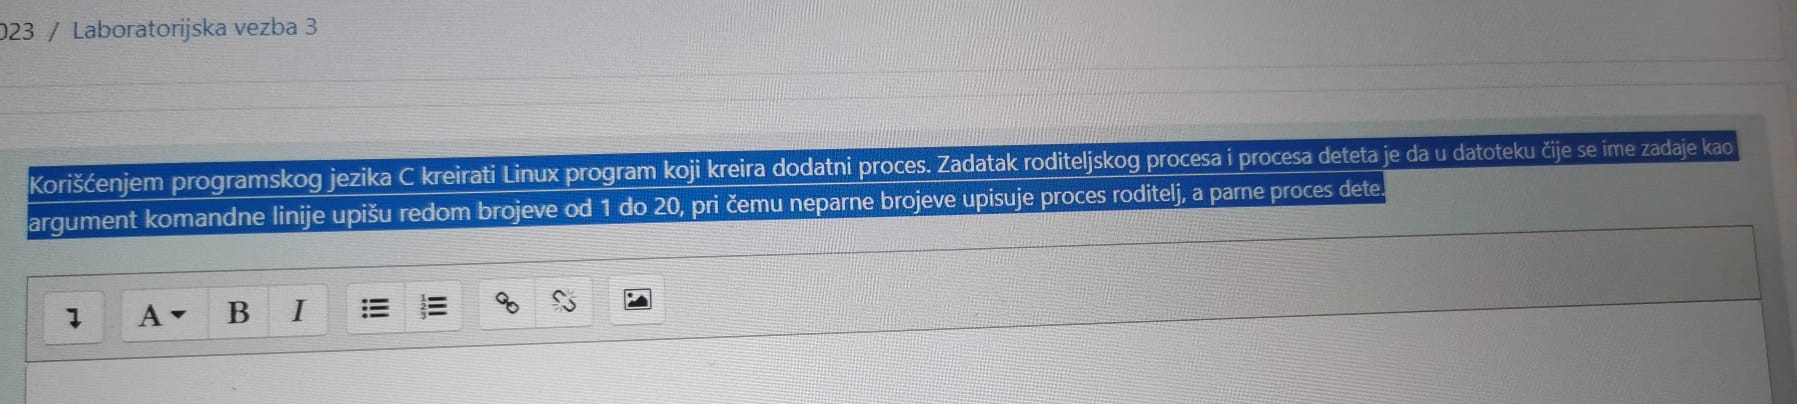 023 / Laboratorijska vezba 3
Korišćenjem programskog jezika C kreirati Linux program koji kreira dodatni proces. Zadatak roditeljskog procesa i procesa deteta je da u datoteku čije se ime zadaje kao
argument komandne linije upišu redom brojeve od 1 do 20, pri čemu neparne brojeve upisuje proces roditelj, a parne proces dete.
A B I